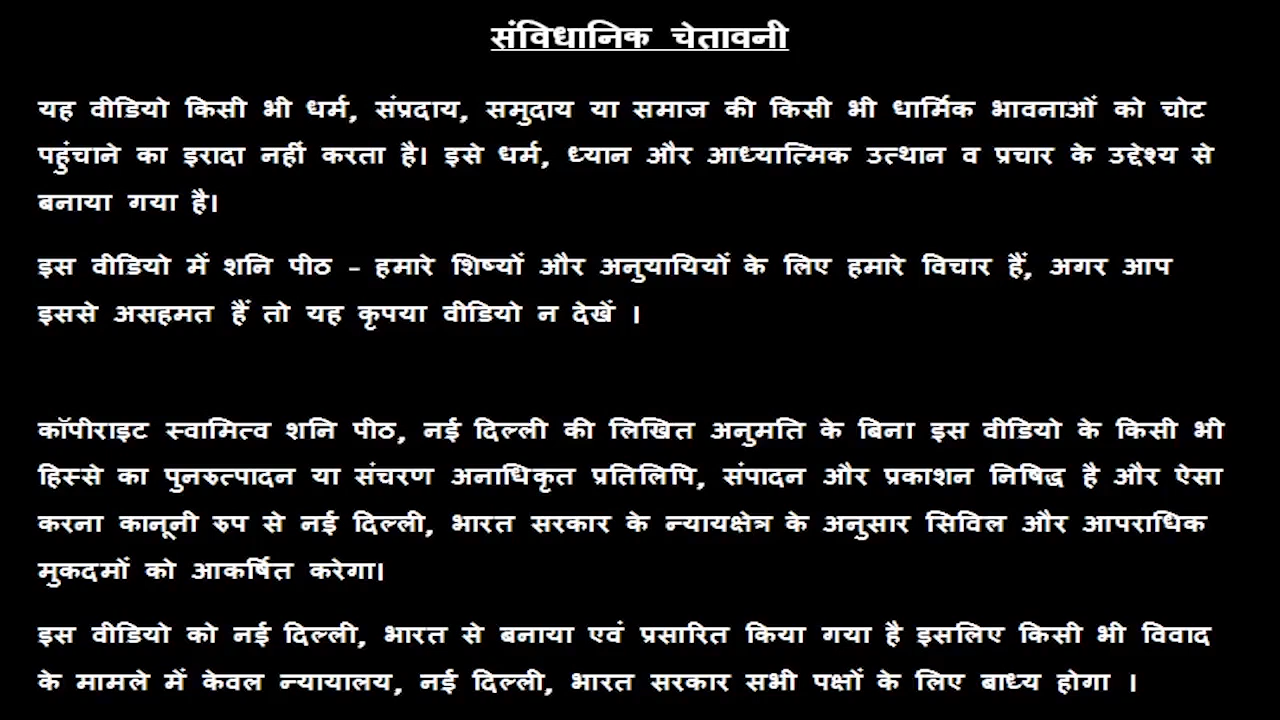 संविधानिक चेतावनी
यह वीडियो किसी भी धर्म, संप्रदाय, समुदाय या समाज की किसी भी धार्मिक भावनाओं को चोट
पहुंचाने का इरादा नहीं करता है। इसे धर्म, ध्यान और आध्यात्मिक उत्थान व प्रचार के उद्देश्य से
बनाया गया है।
इस वीडियो में शनि पीठ – हमारे शिष्यों और अनुयायियों के लिए हमारे विचार हैं, अगर आप
इससे असहमत हैं तो यह कृपया वीडियो न देखें ।
कॉपीराइट स्वामित्व शनि पीठ, नई दिल्ली की लिखित अनुमति के बिना इस वीडियो के किसी भी
हिस्से का पुनरुत्पादन या संचरण अनाधिकृत प्रतिलिपि, संपादन और प्रकाशन निषिद्ध है और ऐसा
करना कानूनी रुप से नई दिल्ली, भारत सरकार के न्यायक्षेत्र के अनुसार सिविल और आपराधिक
मुकदमों को आकर्षित करेगा।
इस वीडियो को नई दिल्ली, भारत से बनाया एवं प्रसारित किया गया है इसलिए किसी भी विवाद
के मामले में केवल न्यायालय, नई दिल्ली, भारत सरकार सभी पक्षों के लिए बाध्य होगा ।